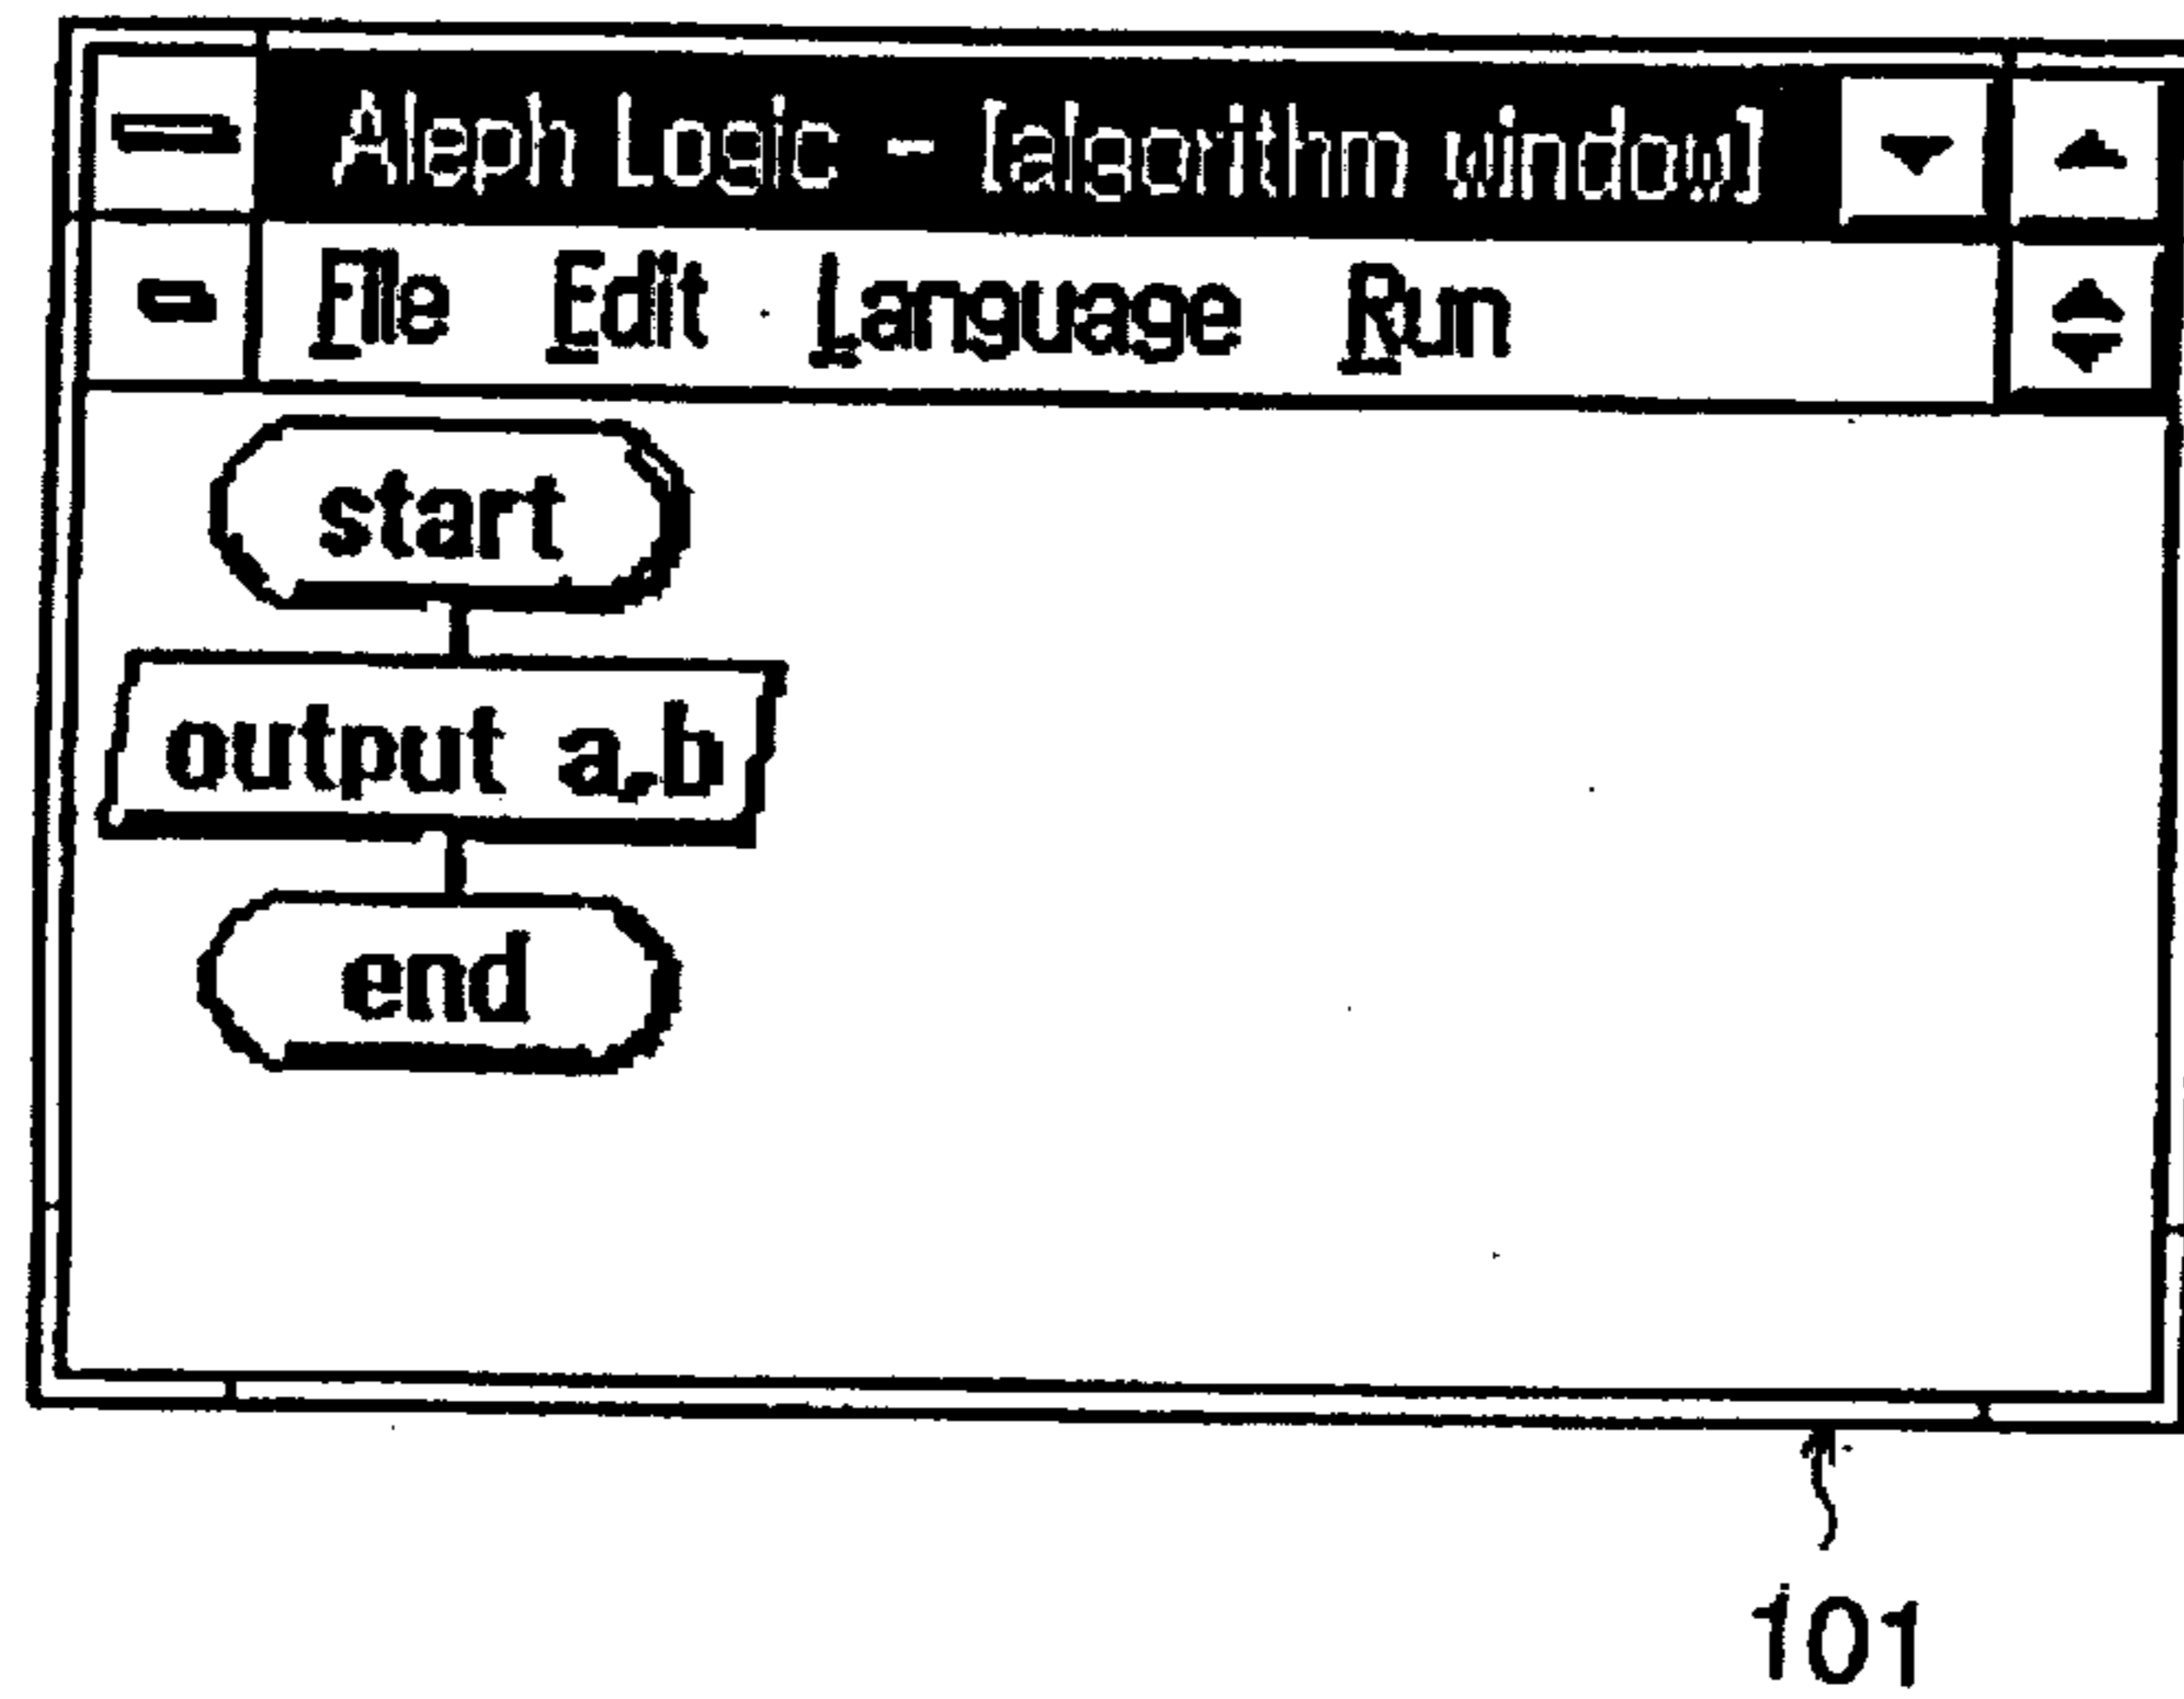 Aleph Logic - [algorithm window]
File Edit Language Run
start
output a,b
end
101